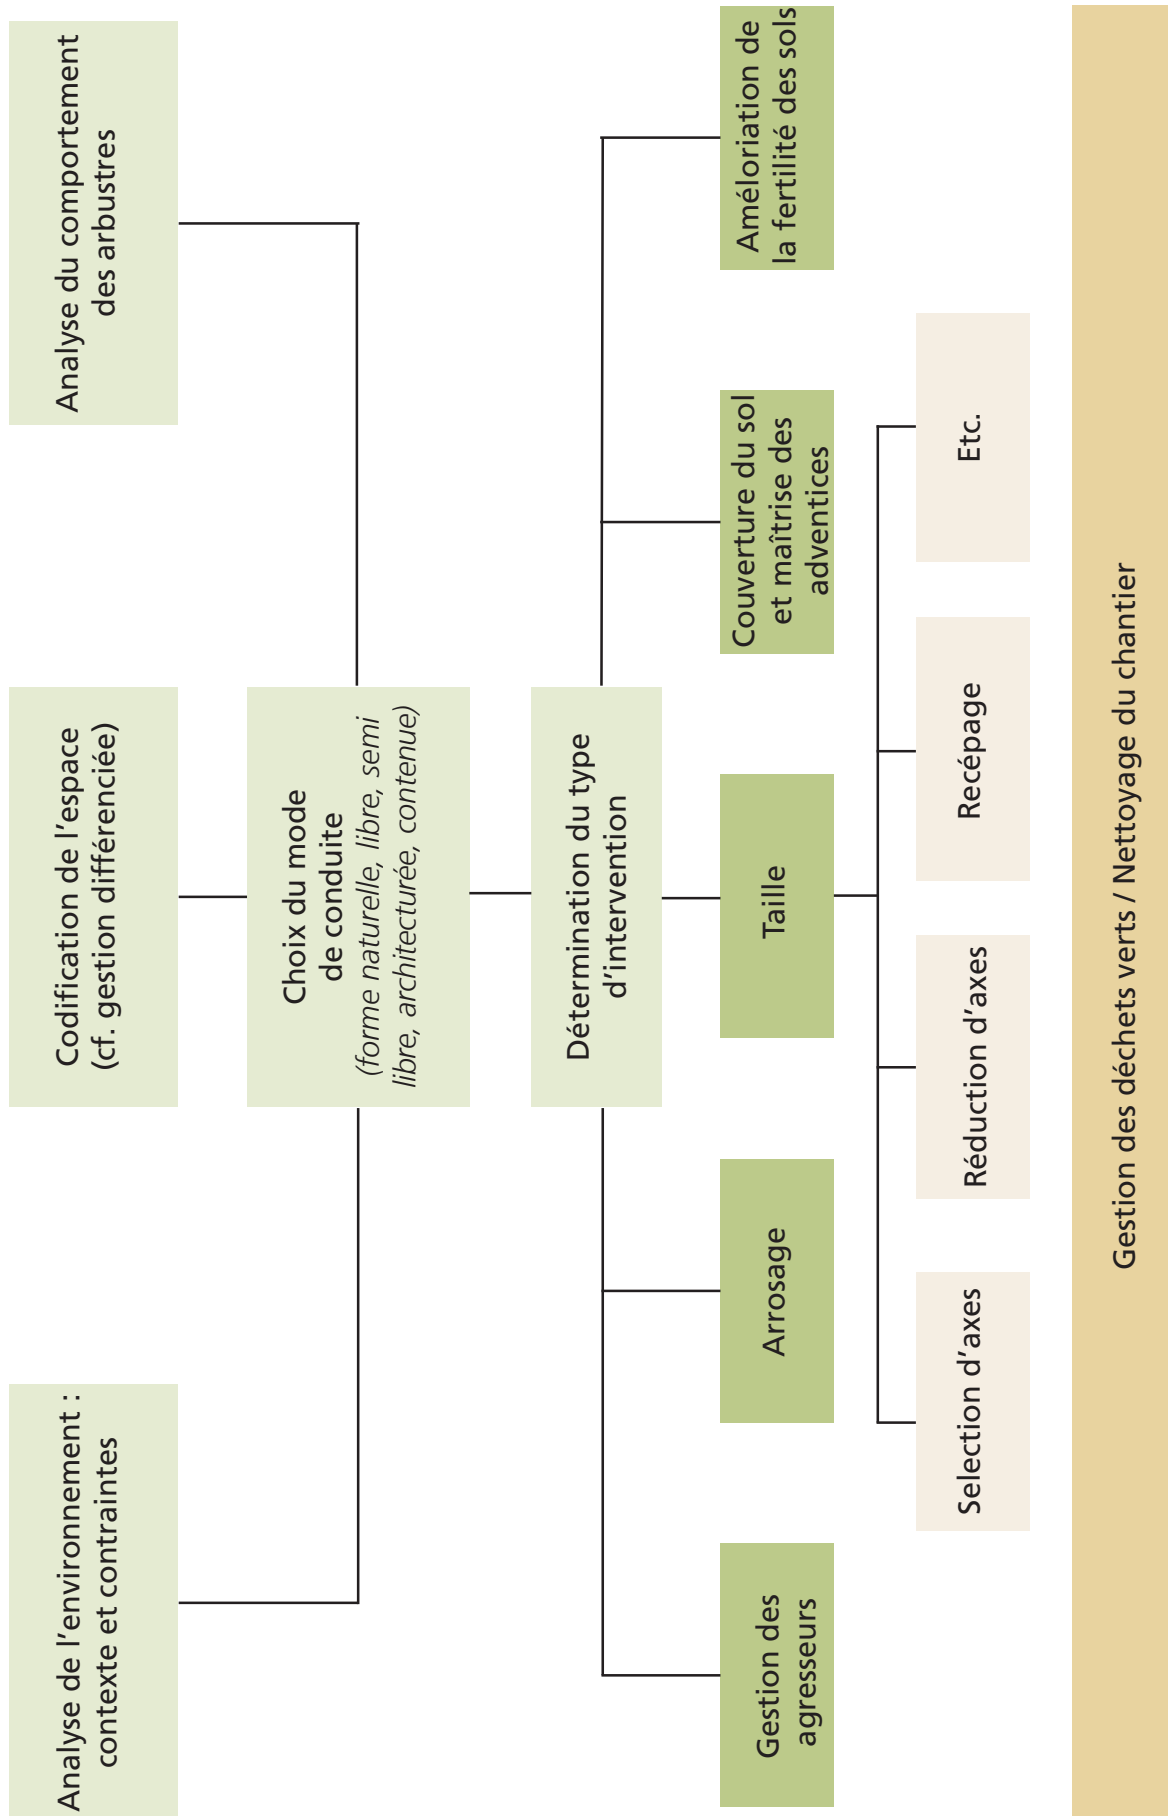 Analyse de l'environnement :
contexte et contraintes
Codification de l'espace
(cf. gestion différenciée)
Analyse du comportement
des arbustres
Choix du mode
de conduite
(forme naturelle, libre, semi
libre, architecturée, contenue)
Détermination du type
d'intervention
Gestion des
agresseurs
Arrosage
Taille
Couverture du sol
et maîtrise des
adventices
Améloriation de
la fertilité des sols
Selection d'axes
Réduction d'axes
Recépage
Etc.
Gestion des déchets verts / Nettoyage du chantier